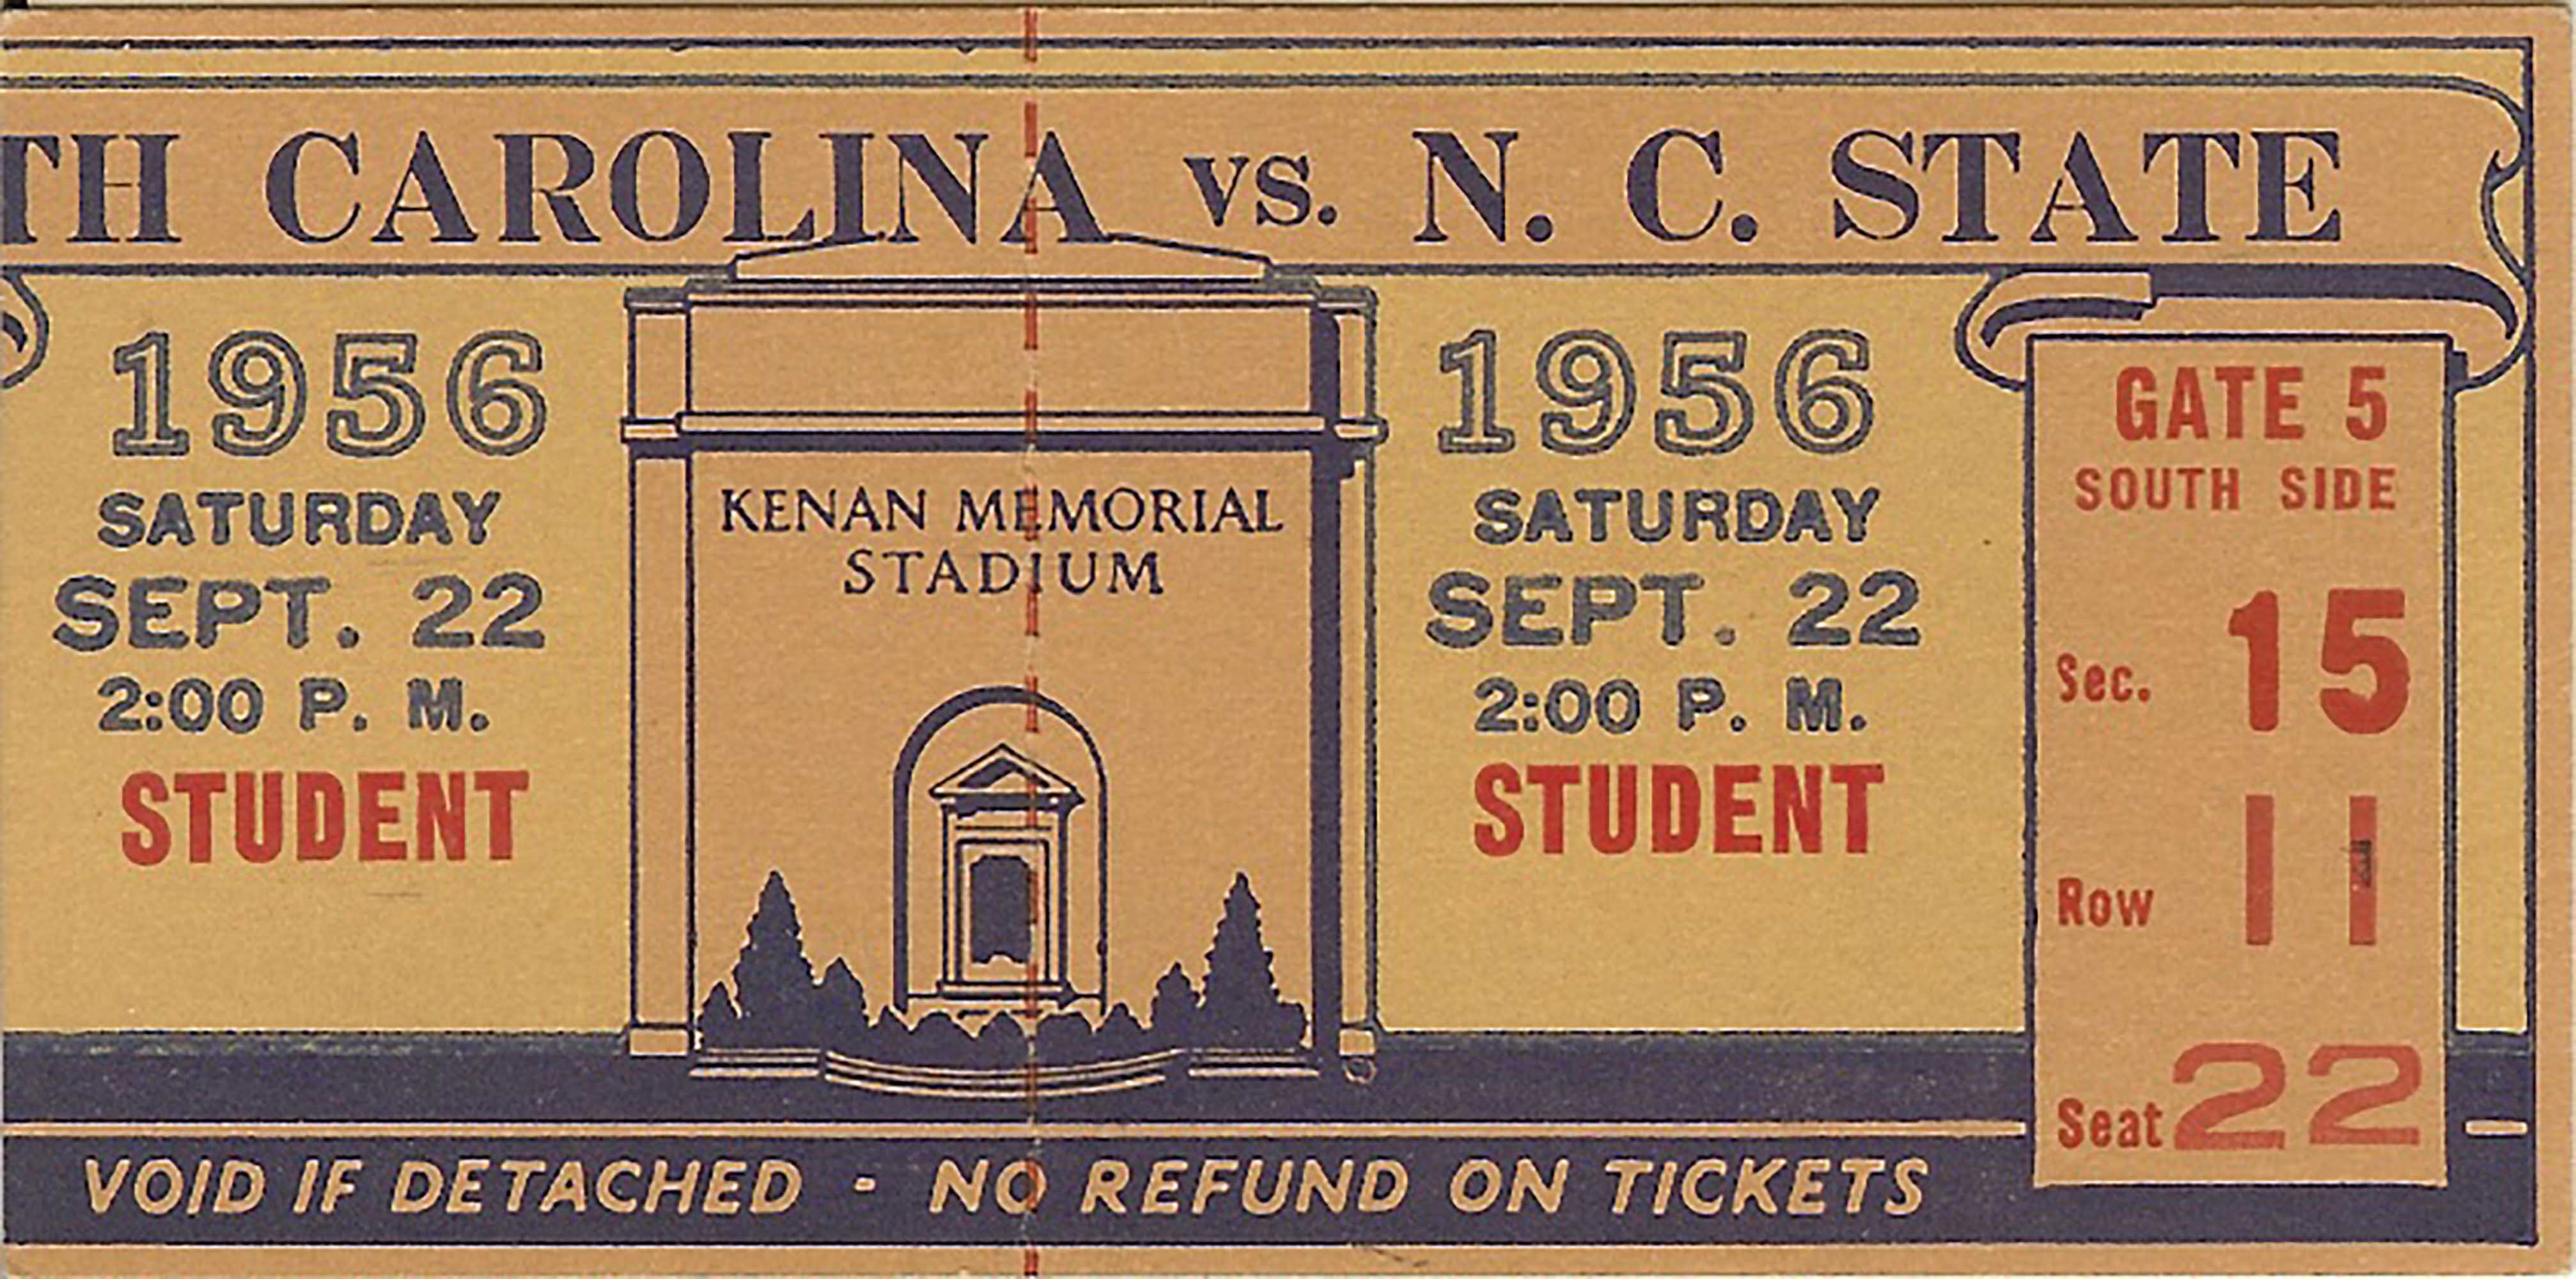 TH CAROLINA vs. N. C. STATE
1956
SATURDAY
SEPT. 22
2:00 P. M.
STUDENT
KENAN MEMORIAL
STADIUM
1956
SATURDAY
SEPT. 22
2:00 P. M.
STUDENT
GATE 5
SOUTH SIDE
Sec. 15
Row 11
Seat 22
VOID IF DETACHED - NO REFUND ON TICKETS